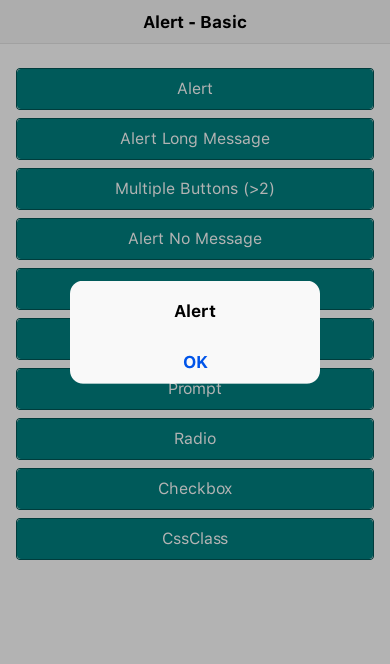 Alert - Basic
Alert
Alert Long Message
Multiple Buttons (>2)
Alert No Message
Alert
OK
Prompt
Radio
Checkbox
CssClass